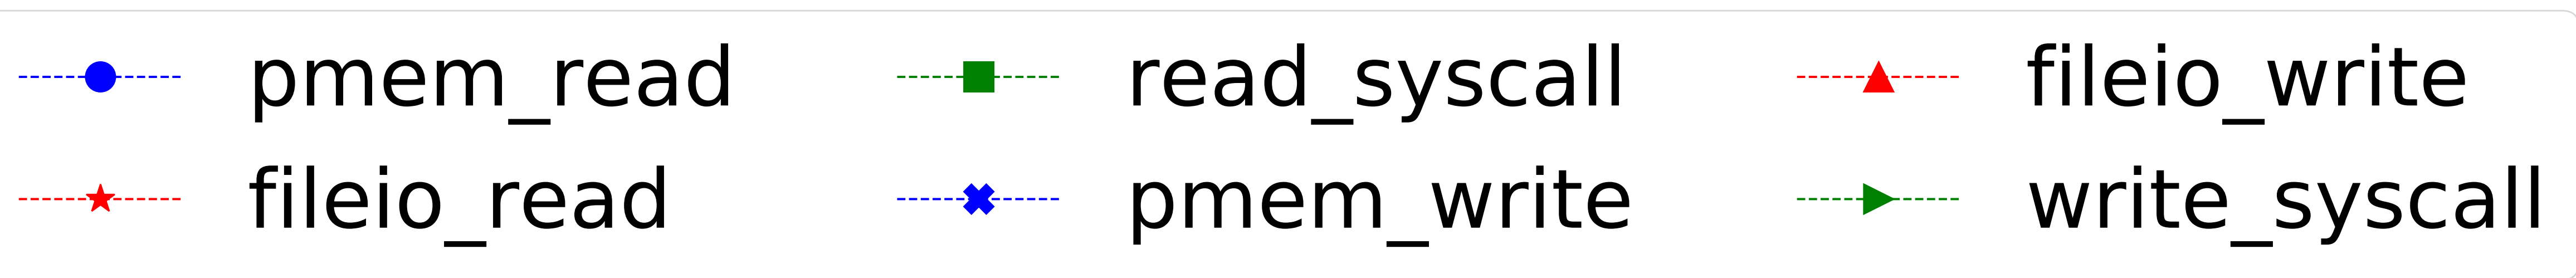 pmem_read read_syscall fileio_write
fileio_read pmem_write write_syscall